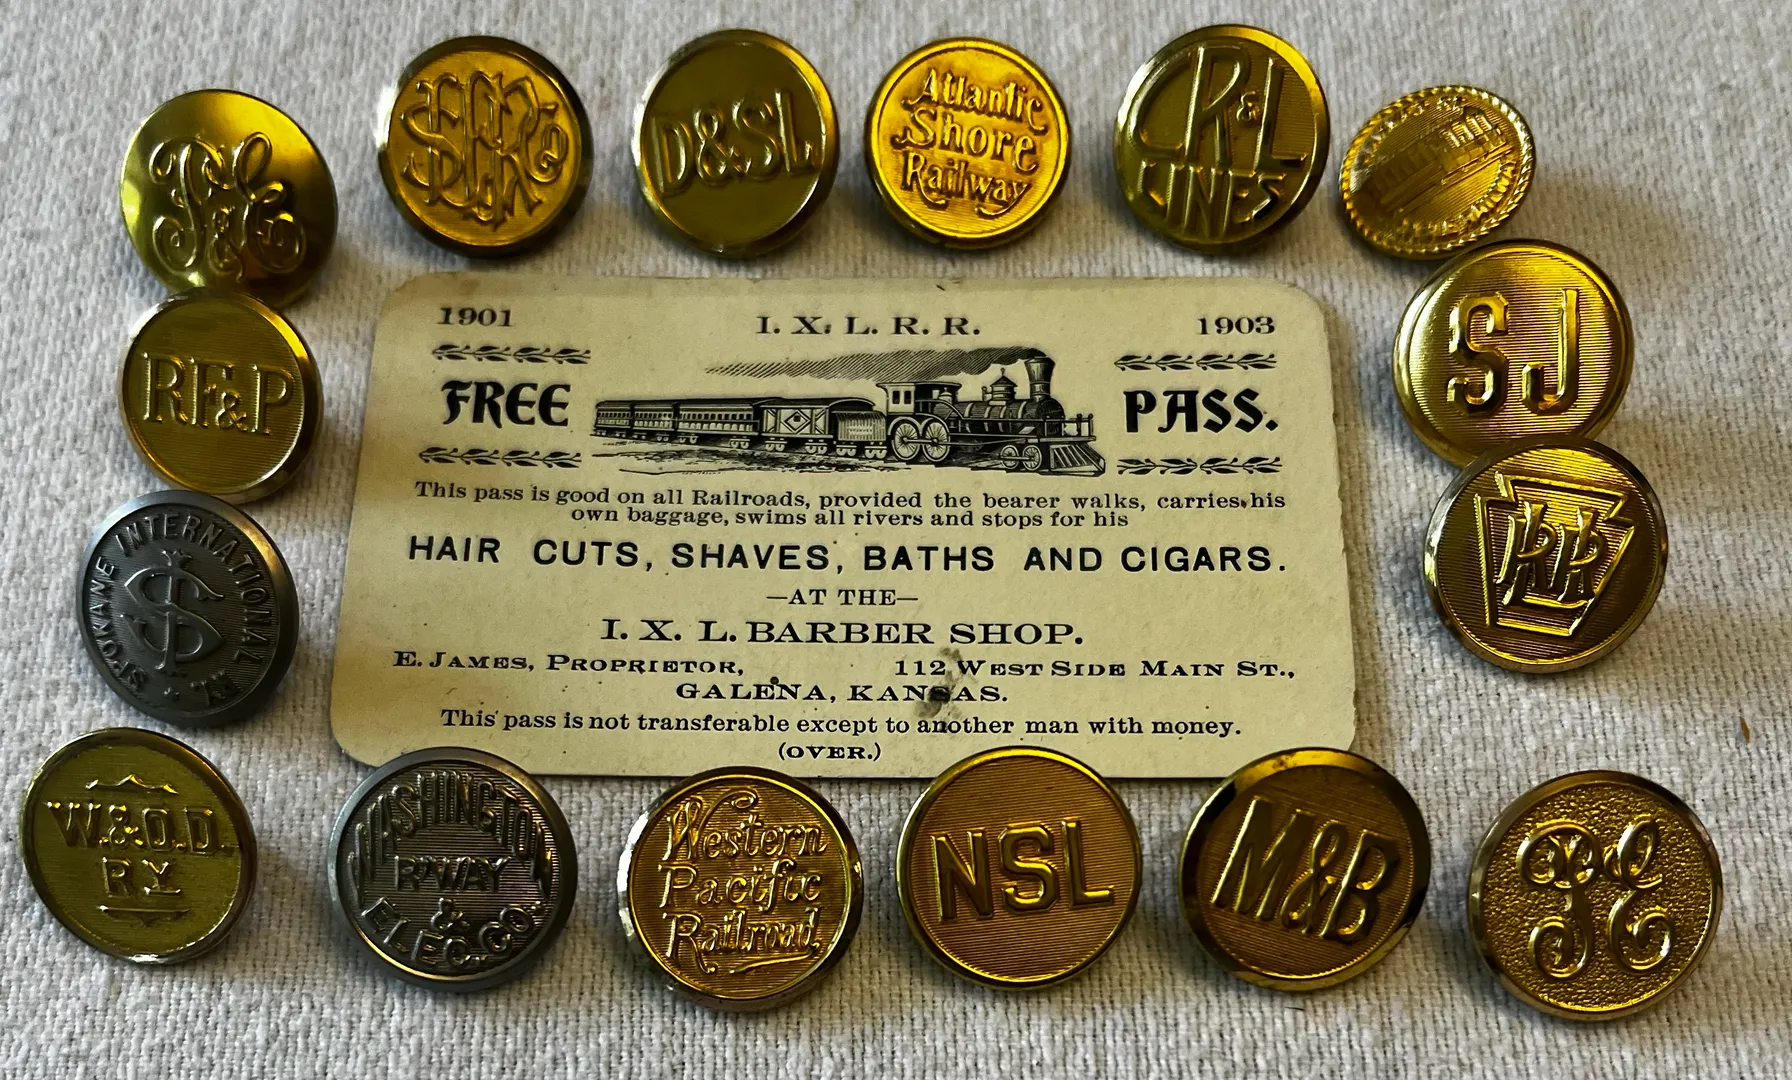 D&SL
Atlantic
Shore
Railway
CR&L
LINES
RF&P
SJ
SPOKANE INTERNATIONAL RY.
SI
1901
I. X. L. R. R.
1903
FREE
PASS.
This pass is good on all Railroads, provided the bearer walks, carries his
own baggage, swims all rivers and stops for his
HAIR CUTS, SHAVES, BATHS AND CIGARS.
—AT THE—
I. X. L. BARBER SHOP.
E. JAMES, PROPRIETOR, 112 WEST SIDE MAIN ST.,
GALENA, KANSAS.
This pass is not transferable except to another man with money.
(OVER.)
W.&O.D.
RY
WASHINGTON
R'WAY
&
ELEC. CO.
Western
Pacific
Railroad
NSL
M&B